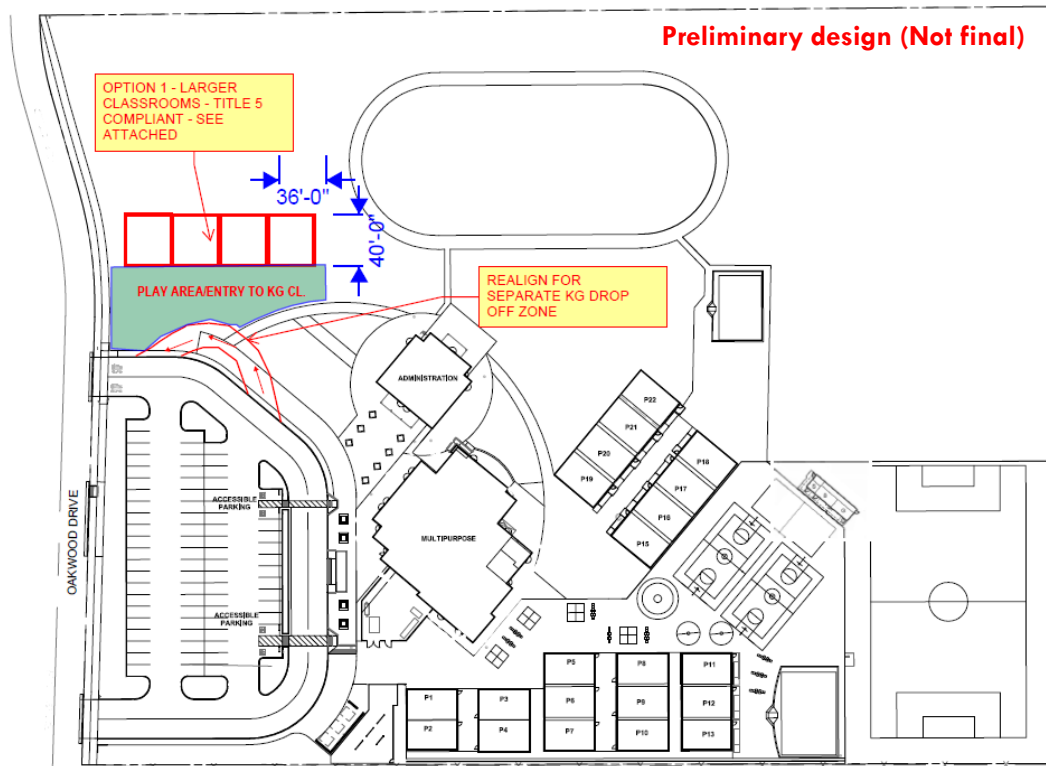 Preliminary design (Not final)
OPTION 1 - LARGER
CLASSROOMS - TITLE 5
COMPLIANT - SEE
ATTACHED
36'-0"
40'-0"
PLAY AREA/ENTRY TO KG CL.
REALIGN FOR
SEPARATE KG DROP
OFF ZONE
ADMINISTRATION
P22
P21
P20
P19
P18
P17
P16
P15
ACCESSIBLE
PARKING
MULTIPURPOSE
OAKWOOD DRIVE
ACCESSIBLE
PARKING
P5
P8
P11
P1
P3
P6
P9
P12
P2
P4
P7
P10
P13